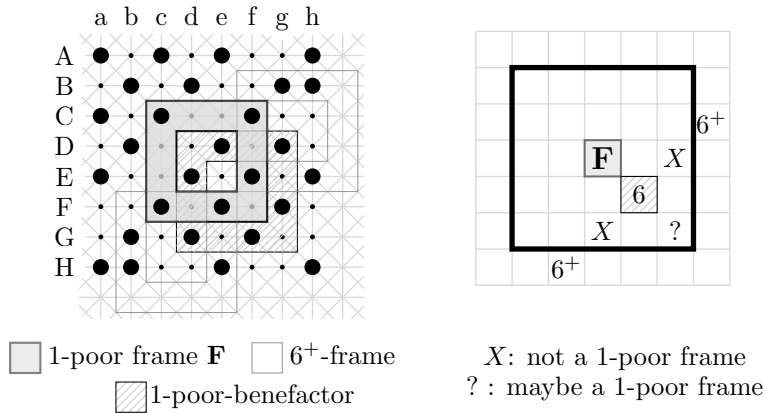 a b c d e f g h
A
B
C
D
E
F
G
H
6+
F
X
6
X
?
6+
1-poor frame F
6+-frame
1-poor-benefactor
X: not a 1-poor frame
? : maybe a 1-poor frame